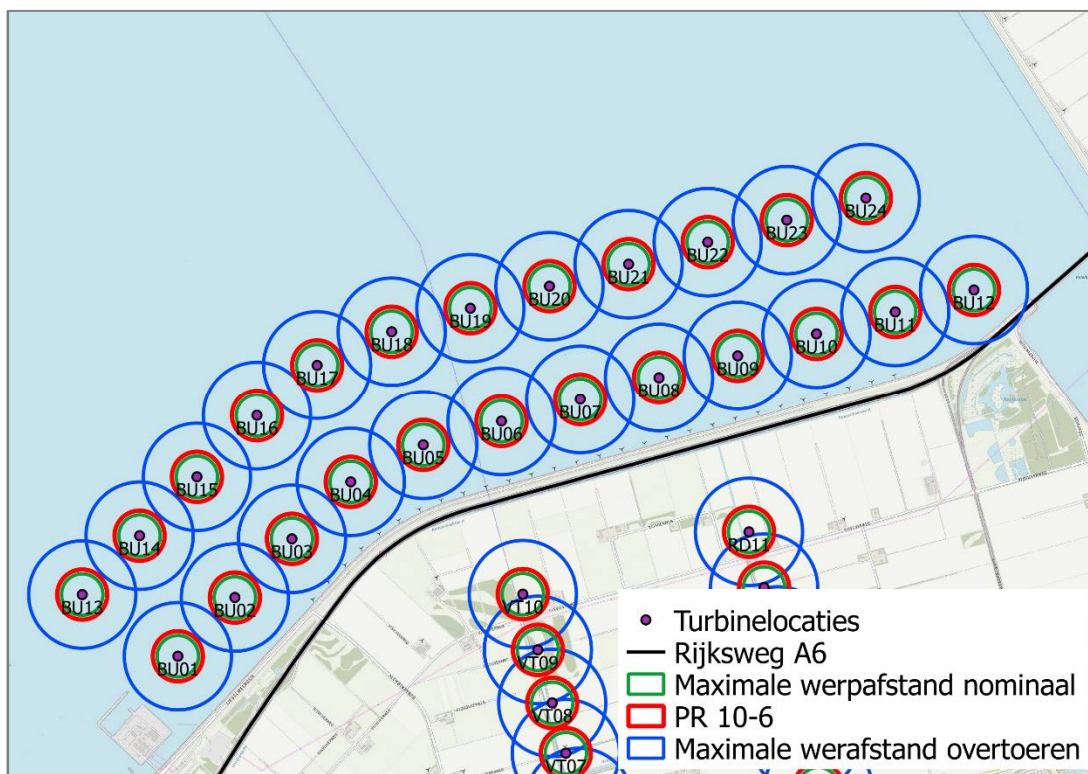 BU24
BU23
BU22
BU21
BU20
BU12
BU19
BU11
BU18
BU10
BU17
BU09
BU08
BU07
BU16
BU06
BU05
BU15
BU04
RD11
BU14
BU03
VT10
BU13
BU02
VT09
BU01
VT08
VT07
Turbinelocaties
Rijksweg A6
Maximale werpafstand nominaal
PR 10-6
Maximale werafstand overtoeren